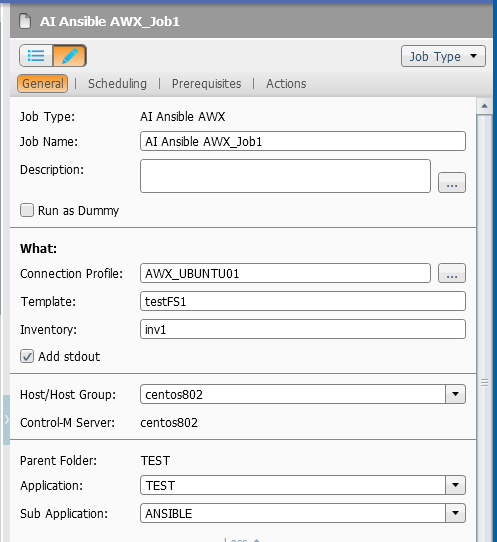 AI Ansible AWX_Job1
Job Type
General | Scheduling | Prerequisites | Actions
Job Type: AI Ansible AWX
Job Name: AI Ansible AWX_Job1
Description:
...
Run as Dummy
What:
Connection Profile: AWX_UBUNTU01 ...
Template: testFS1
Inventory: inv1
Add stdout
Host/Host Group: centos802
Control-M Server: centos802
Parent Folder: TEST
Application: TEST
Sub Application: ANSIBLE
Less